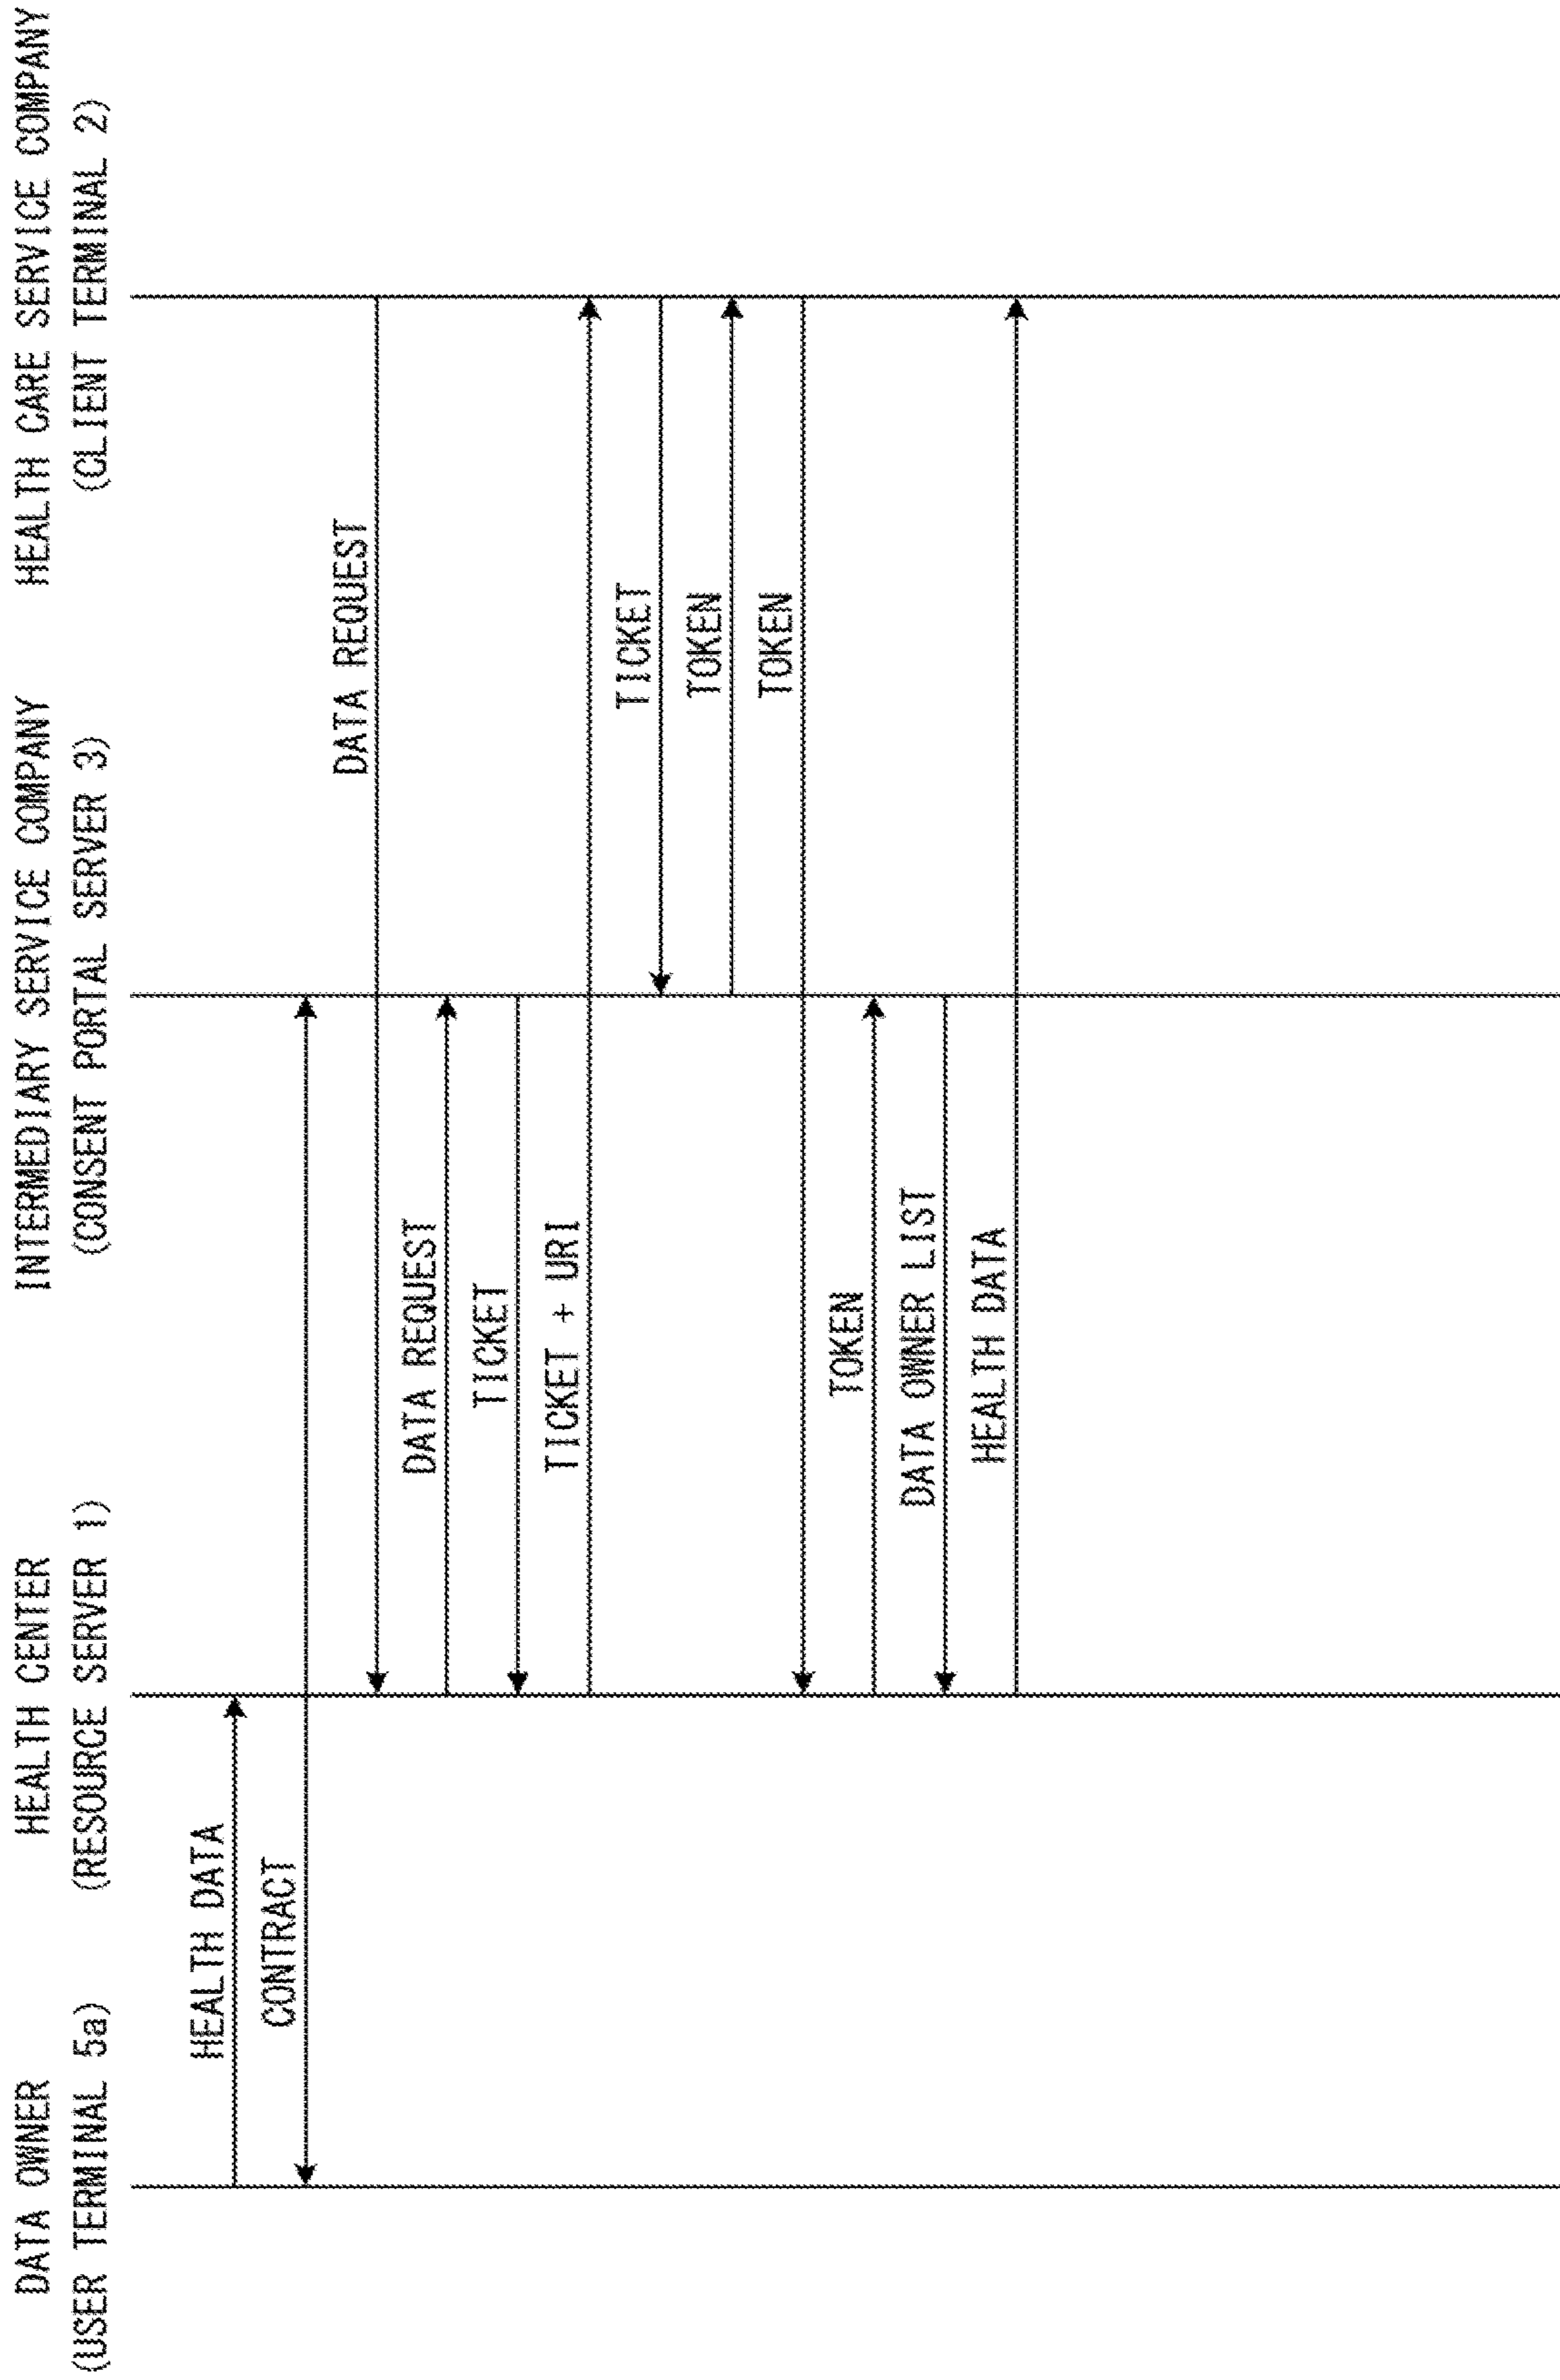 DATA OWNER
(USER TERMINAL 5a)
HEALTH CENTER
(RESOURCE SERVER 1)
INTERMEDIARY SERVICE COMPANY
(CONSENT PORTAL SERVER 3)
HEALTH CARE SERVICE COMPANY
(CLIENT TERMINAL 2)
HEALTH DATA
CONTRACT
DATA REQUEST
DATA REQUEST
TICKET
TICKET + URI
TICKET
TOKEN
TOKEN
TOKEN
DATA OWNER LIST
HEALTH DATA